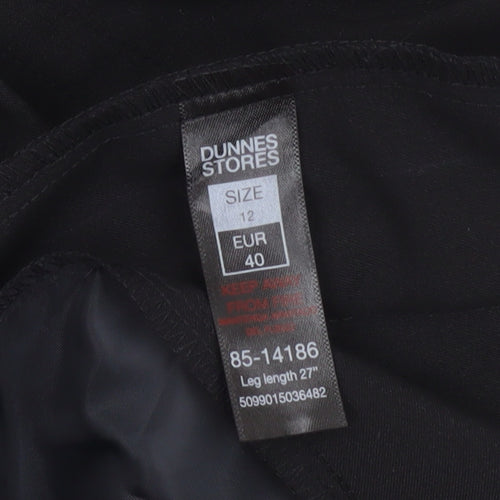 DUNNES
STORES
SIZE
12
EUR
40
KEEP AWAY
FROM FIRE
85-14186
Leg length 27"
5099015036482